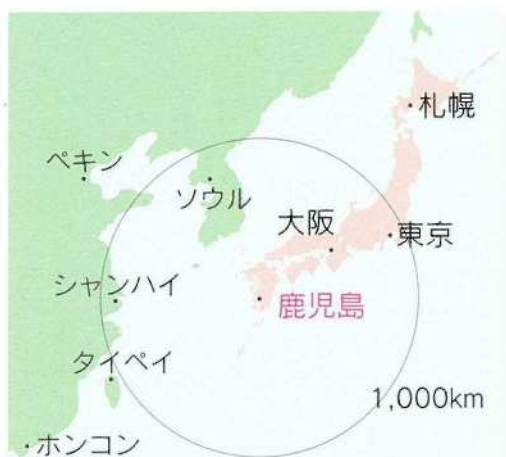 札幌
ペキン
ソウル
大阪
東京
シャンハイ
鹿児島
タイペイ
1,000km
ホンコン